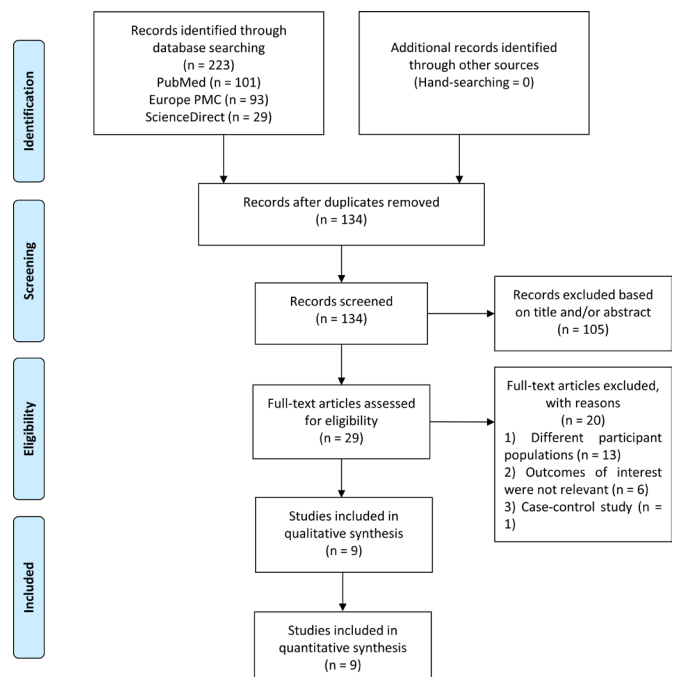 Identification
Records identified through
database searching
(n = 223)
PubMed (n = 101)
Europe PMC (n = 93)
ScienceDirect (n = 29)
Additional records identified
through other sources
(Hand-searching = 0)
Records after duplicates removed
(n = 134)
Screening
Records screened
(n = 134)
Records excluded based
on title and/or abstract
(n = 105)
Eligibility
Full-text articles assessed
for eligibility
(n = 29)
Full-text articles excluded,
with reasons
(n = 20)
1) Different participant
populations (n = 13)
2) Outcomes of interest
were not relevant (n = 6)
3) Case-control study (n =
1)
Included
Studies included in
qualitative synthesis
(n = 9)
Studies included in
quantitative synthesis
(n = 9)